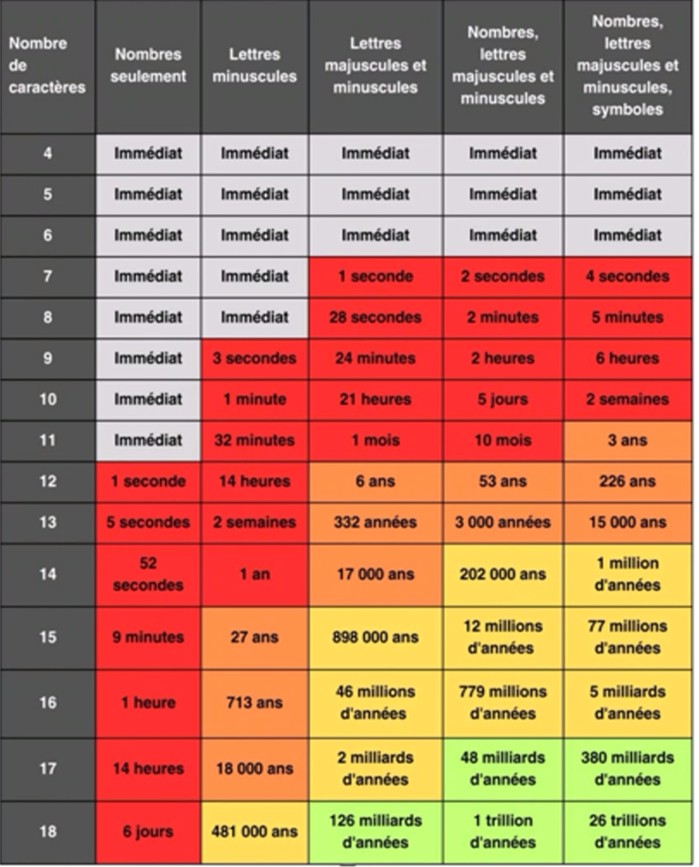 Nombre de caractères | Nombres seulement | Lettres minuscules | Lettres majuscules et minuscules | Nombres, lettres majuscules et minuscules | Nombres, lettres majuscules et minuscules, symboles
4 | Immédiat | Immédiat | Immédiat | Immédiat | Immédiat
5 | Immédiat | Immédiat | Immédiat | Immédiat | Immédiat
6 | Immédiat | Immédiat | Immédiat | Immédiat | Immédiat
7 | Immédiat | Immédiat | 1 seconde | 2 secondes | 4 secondes
8 | Immédiat | Immédiat | 28 secondes | 2 minutes | 5 minutes
9 | Immédiat | 3 secondes | 24 minutes | 2 heures | 6 heures
10 | Immédiat | 1 minute | 21 heures | 5 jours | 2 semaines
11 | Immédiat | 32 minutes | 1 mois | 10 mois | 3 ans
12 | 1 seconde | 14 heures | 6 ans | 53 ans | 226 ans
13 | 5 secondes | 2 semaines | 332 années | 3 000 années | 15 000 ans
14 | 52 secondes | 1 an | 17 000 ans | 202 000 ans | 1 million d'années
15 | 9 minutes | 27 ans | 898 000 ans | 12 millions d'années | 77 millions d'années
16 | 1 heure | 713 ans | 46 millions d'années | 779 millions d'années | 5 milliards d'années
17 | 14 heures | 18 000 ans | 2 milliards d'années | 48 milliards d'années | 380 milliards d'années
18 | 6 jours | 481 000 ans | 126 milliards d'années | 1 trillion d'années | 26 trillions d'années